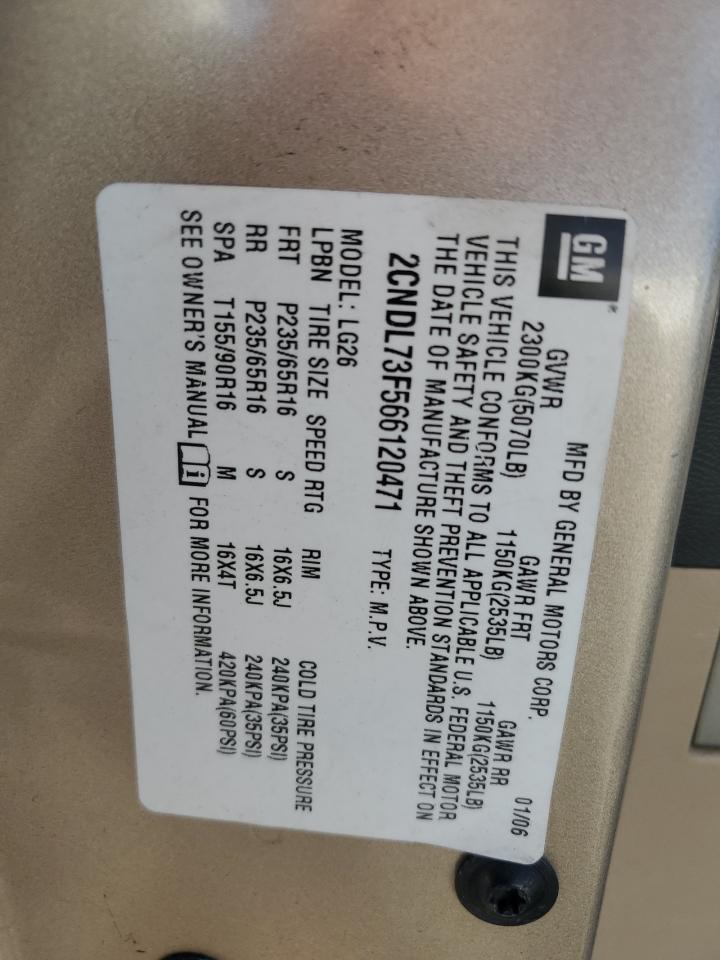 GM
MFD BY GENERAL MOTORS CORP. 01/06
GVWR GAWR FRT GAWR RR
2300KG(5070LB) 1150KG(2535LB) 1150KG(2535LB)
THIS VEHICLE CONFORMS TO ALL APPLICABLE U.S. FEDERAL MOTOR
VEHICLE SAFETY AND THEFT PREVENTION STANDARDS IN EFFECT ON
THE DATE OF MANUFACTURE SHOWN ABOVE.
2CNDL73F566120471 TYPE: M.P.V.
MODEL: LG26
LPBN TIRE SIZE SPEED RTG RIM COLD TIRE PRESSURE
FRT P235/65R16 S 16X6.5J 240KPA(35PSI)
RR P235/65R16 S 16X6.5J 240KPA(35PSI)
SPA T155/90R16 M 16X4T 420KPA(60PSI)
SEE OWNER'S MANUAL FOR MORE INFORMATION.